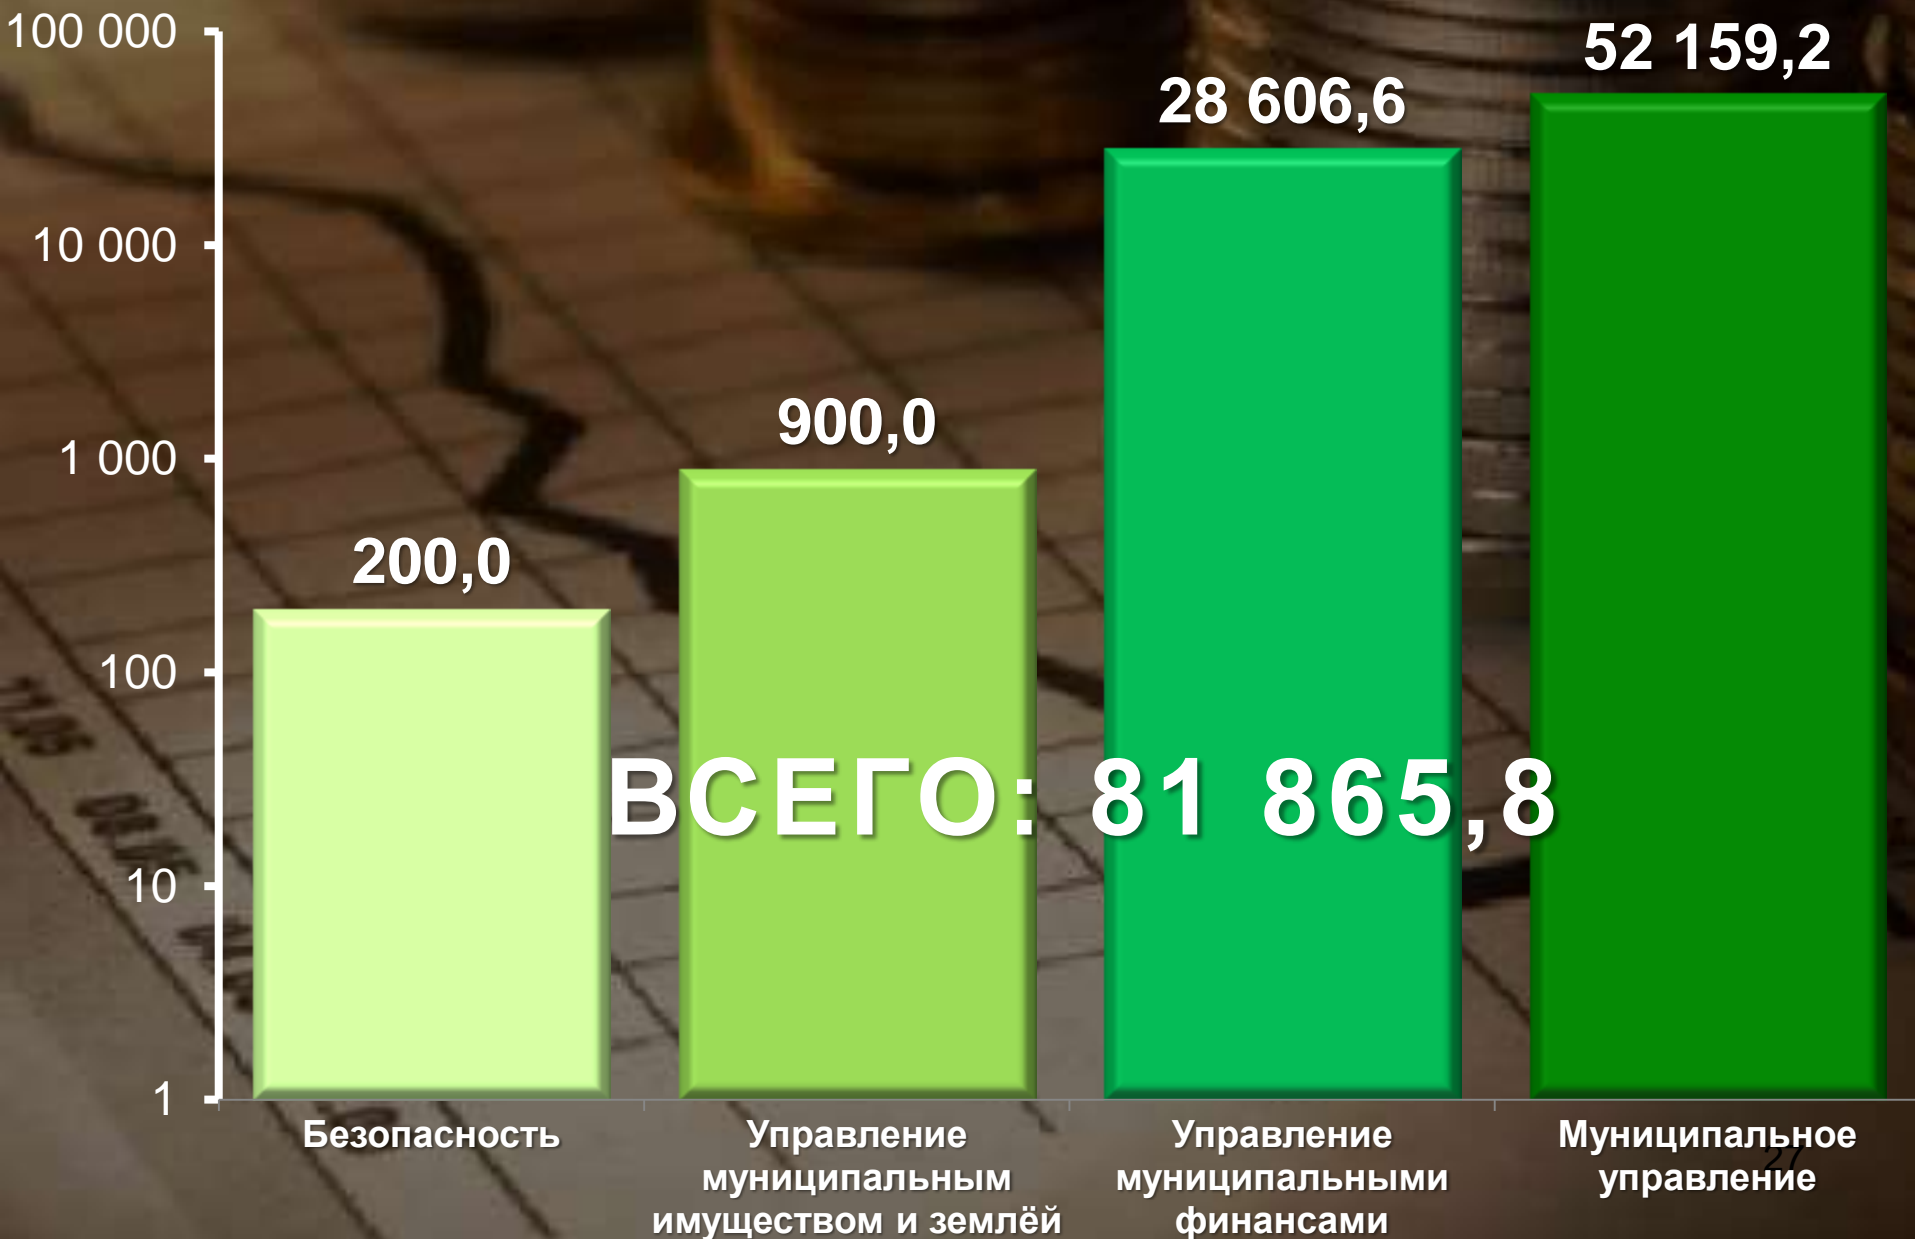 100 000
10 000
1 000
100
10
1
52 159,2
28 606,6
900,0
200,0
ВСЕГО: 81 865,8
Безопасность
Управление
муниципальным
имуществом и землёй
Управление
муниципальными
финансами
Муниципальное
управление
27